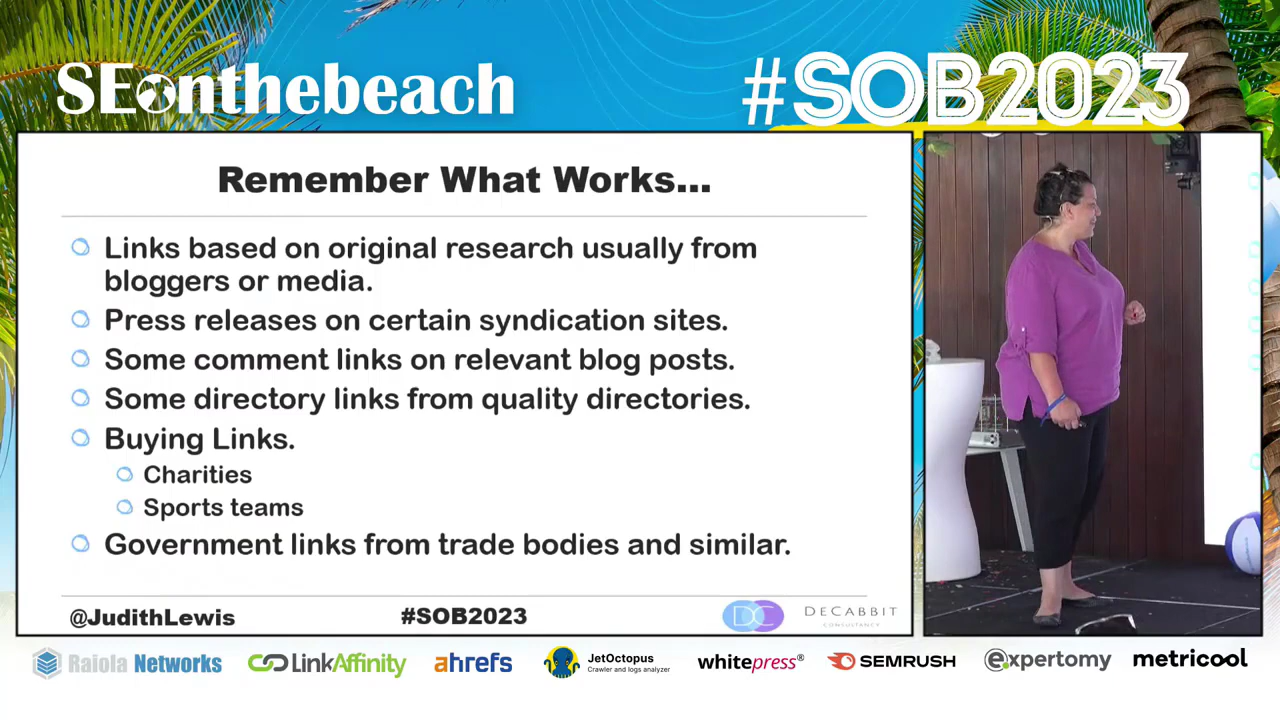 SEonthebeach
#SOB2023
Remember What Works...
Links based on original research usually from
bloggers or media.
Press releases on certain syndication sites.
Some comment links on relevant blog posts.
Some directory links from quality directories.
Buying Links.
Charities
Sports teams
Government links from trade bodies and similar.
@JudithLewis
#SOB2023
DC
DECABBIT
CONSULTANCY
Raiola Networks
LinkAffinity
ahrefs
JetOctopus
Crawler and logs analyzer
whitepress®
SEMRUSH
expertomy
metricool